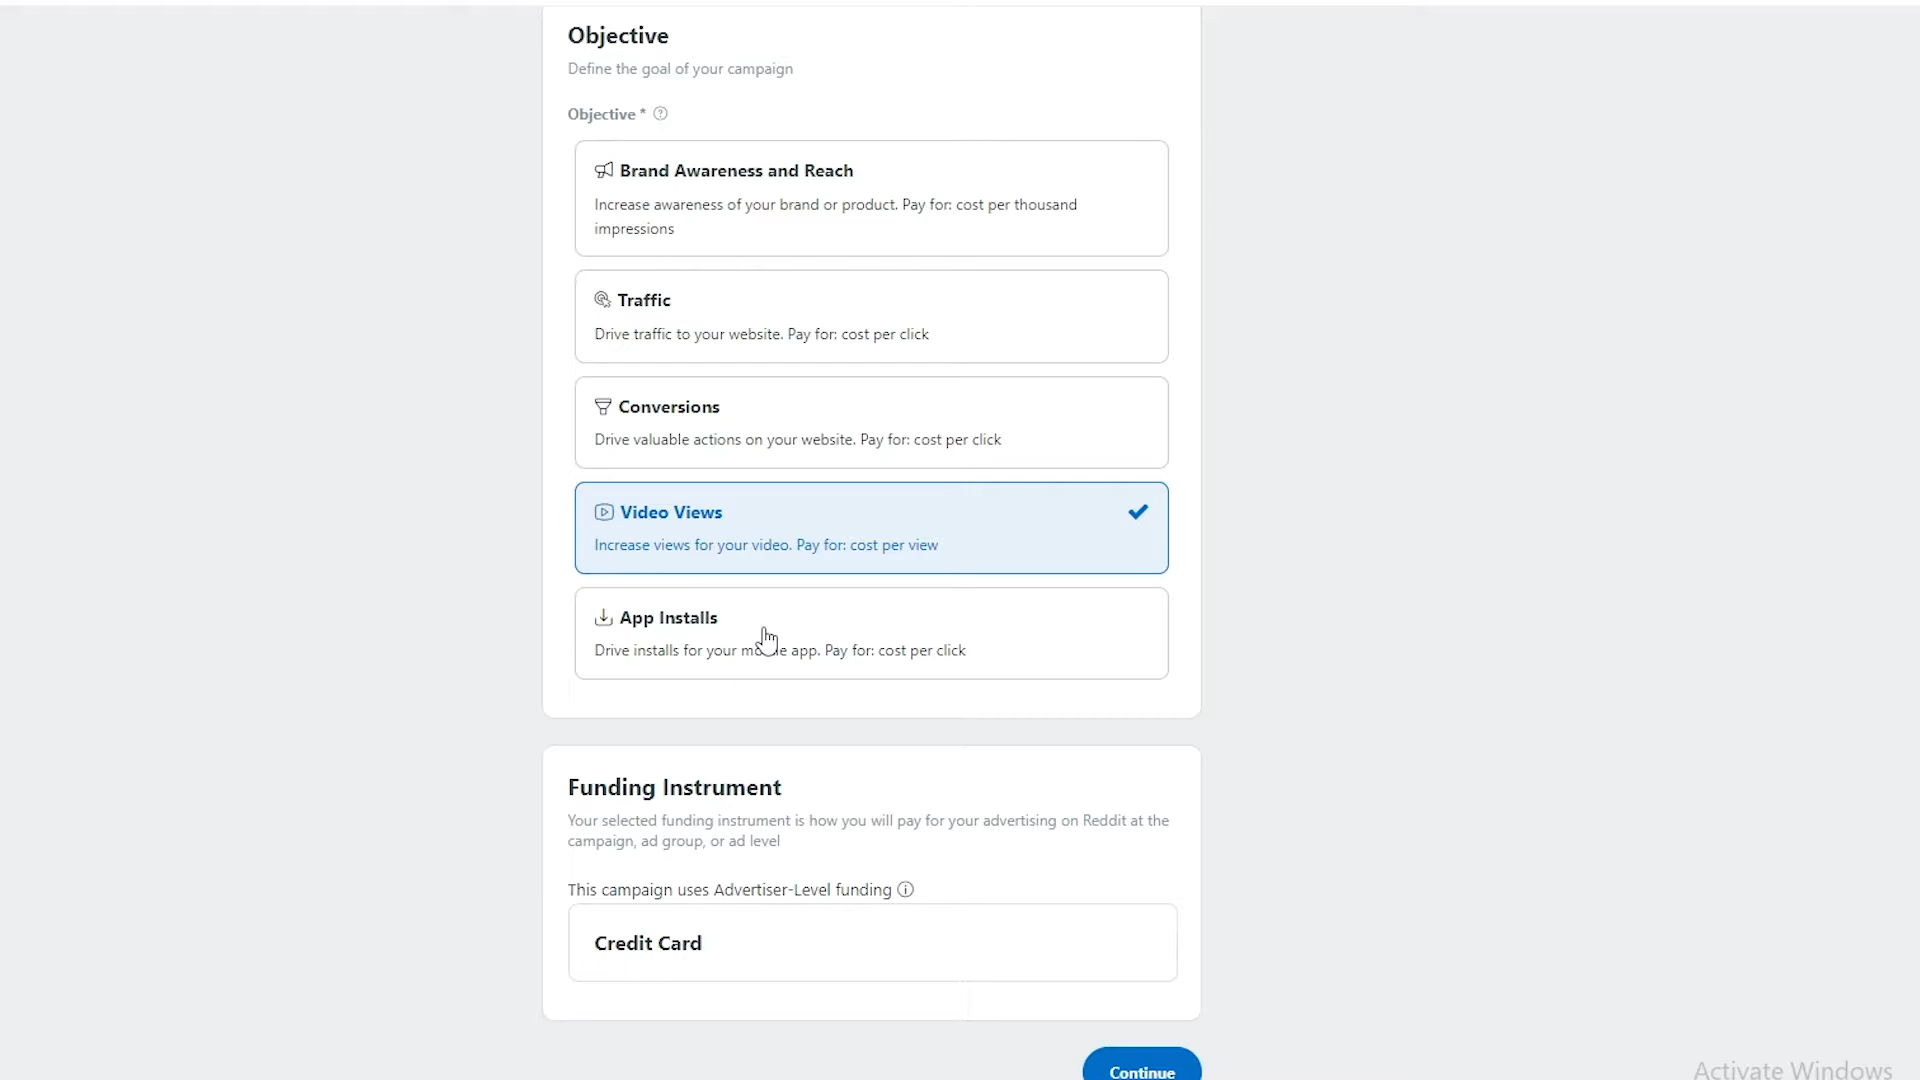 Objective
Define the goal of your campaign
Objective *
Brand Awareness and Reach
Increase awareness of your brand or product. Pay for: cost per thousand
impressions
Traffic
Drive traffic to your website. Pay for: cost per click
Conversions
Drive valuable actions on your website. Pay for: cost per click
Video Views
Increase views for your video. Pay for: cost per view
App Installs
Drive installs for your mobile app. Pay for: cost per click
Funding Instrument
Your selected funding instrument is how you will pay for your advertising on Reddit at the
campaign, ad group, or ad level
This campaign uses Advertiser-Level funding
Credit Card
Continue
Activate Windows